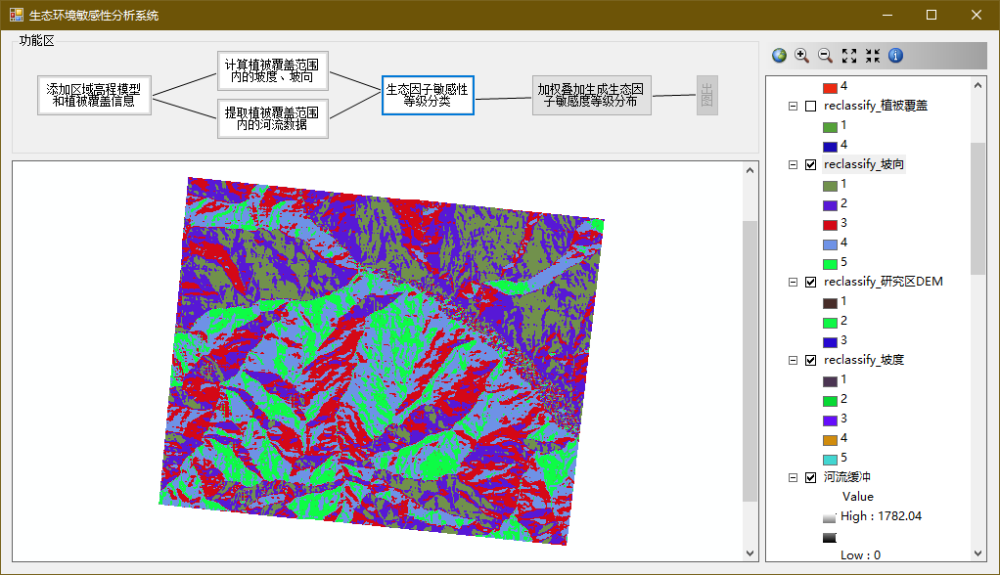 生态环境敏感性分析系统
功能区
添加区域高程模型
和植被覆盖信息
计算植被覆盖范围
内的坡度、坡向
提取植被覆盖范围
内的河流数据
生态因子敏感性
等级分类
加权叠加生成生态因
子敏感度等级分布
出
图
4
reclassify_植被覆盖
1
4
reclassify_坡向
1
2
3
4
5
reclassify_研究区DEM
1
2
3
reclassify_坡度
1
2
3
4
5
河流缓冲
Value
High : 1782.04
Low : 0